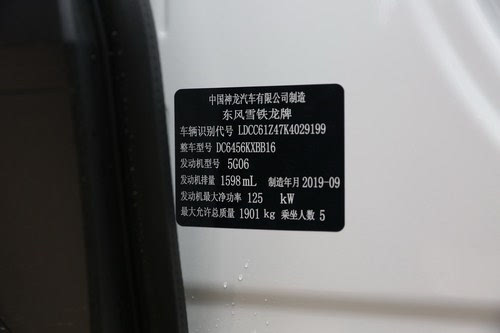 中国神龙汽车有限公司制造
东风雪铁龙牌
车辆识别代号 LDCC61Z47K4029199
整车型号 DC6456KXBB16
发动机型号 5G06
发动机排量 1598 mL 制造年月 2019-09
发动机最大净功率 125 kW
最大允许总质量 1901 kg 乘坐人数 5